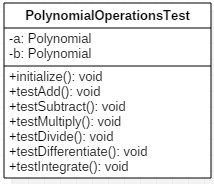 PolynomialOperationsTest
-a: Polynomial
-b: Polynomial
+initialize(): void
+testAdd(): void
+testSubtract(): void
+testMultiply(): void
+testDivide(): void
+testDifferentiate(): void
+testIntegrate(): void